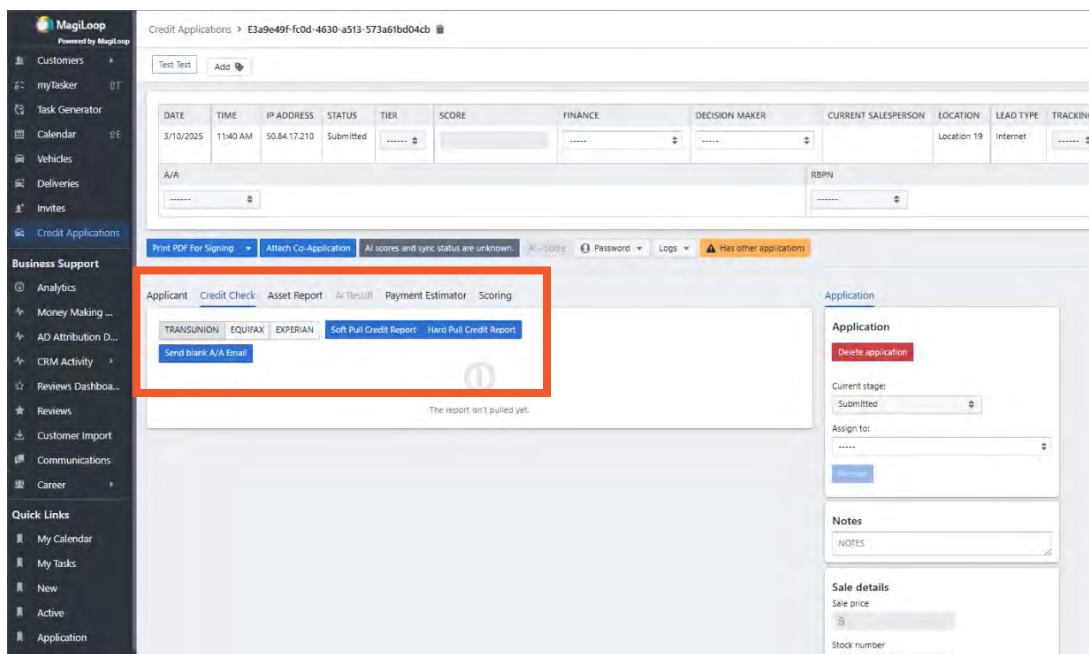 MagiLoop
Powered by MagiLoop
Customers
myTasker
Task Generator
Calendar
Vehicles
Deliveries
Invites
Credit Applications
Business Support
Analytics
Money Making ...
AD Attribution D...
CRM Activity
Reviews Dashboa...
Reviews
Customer Import
Communications
Career
Quick Links
My Calendar
My Tasks
New
Active
Application
Credit Applications > E3a9e49f-fc0d-4630-a513-573a61bd04cb
Test Test Add
DATE TIME IP ADDRESS STATUS TIER SCORE FINANCE DECISION MAKER CURRENT SALESPERSON LOCATION LEAD TYPE TRACKING
3/10/2025 11:40 AM 50.84.17.210 Submitted ------ ----- ----- Location 19 Internet ------
A/A RBPN
------ ------
Print PDF For Signing Attach Co-Application AI scores and sync status are unknown. Password Logs Has other applications
Applicant Credit Check Asset Report AI Result Payment Estimator Scoring
TRANSUNION EQUIFAX EXPERIAN Soft Pull Credit Report Hard Pull Credit Report
Send blank A/A Email
The report isn't pulled yet.
Application
Application
Delete application
Current stage:
Submitted
Assign to:
-----
Notes
NOTES
Sale details
Sale price
$
Stock number